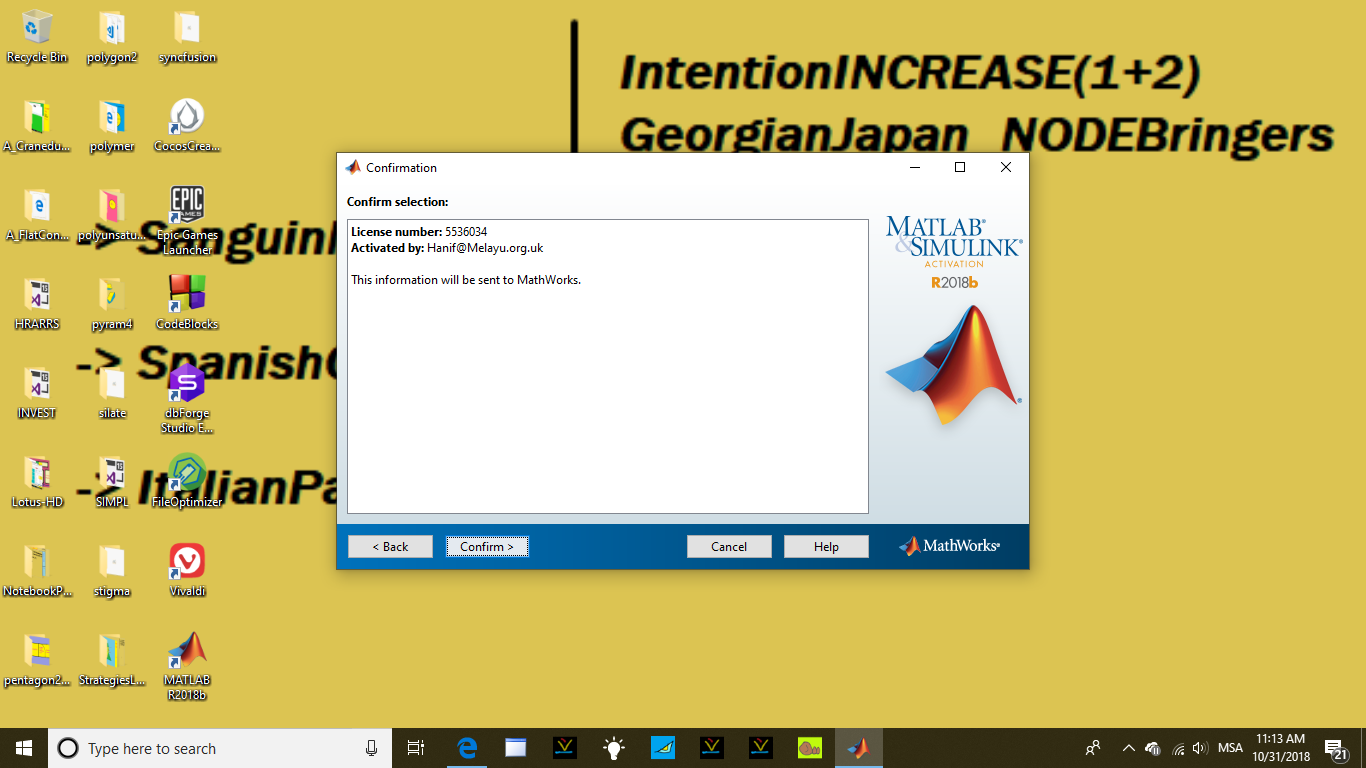 IntentionINCREASE(1+2)
GeorgianJapan NODEBringers
-> Sanguin
-> Spanish
-> ItalianPa
Recycle Bin
polygon2
syncfusion
A_Cranedu...
polymer
CocosCrea...
A_FlatCon...
polyunsatu...
Epic Games
Launcher
HRARRS
pyram4
CodeBlocks
INVEST
silate
dbForge
Studio E...
Lotus-HD
SIMPL
FileOptimizer
NotebookP...
stigma
Vivaldi
pentagon2...
StrategiesL...
MATLAB
R2018b
EPIC
GAMES
Confirmation
Confirm selection:
License number: 5536034
Activated by: Hanif@Melayu.org.uk
This information will be sent to MathWorks.
MATLAB®
&SIMULINK®
ACTIVATION
R2018b
< Back
Confirm >
Cancel
Help
MathWorks®
Type here to search
MSA
11:13 AM
10/31/2018
21